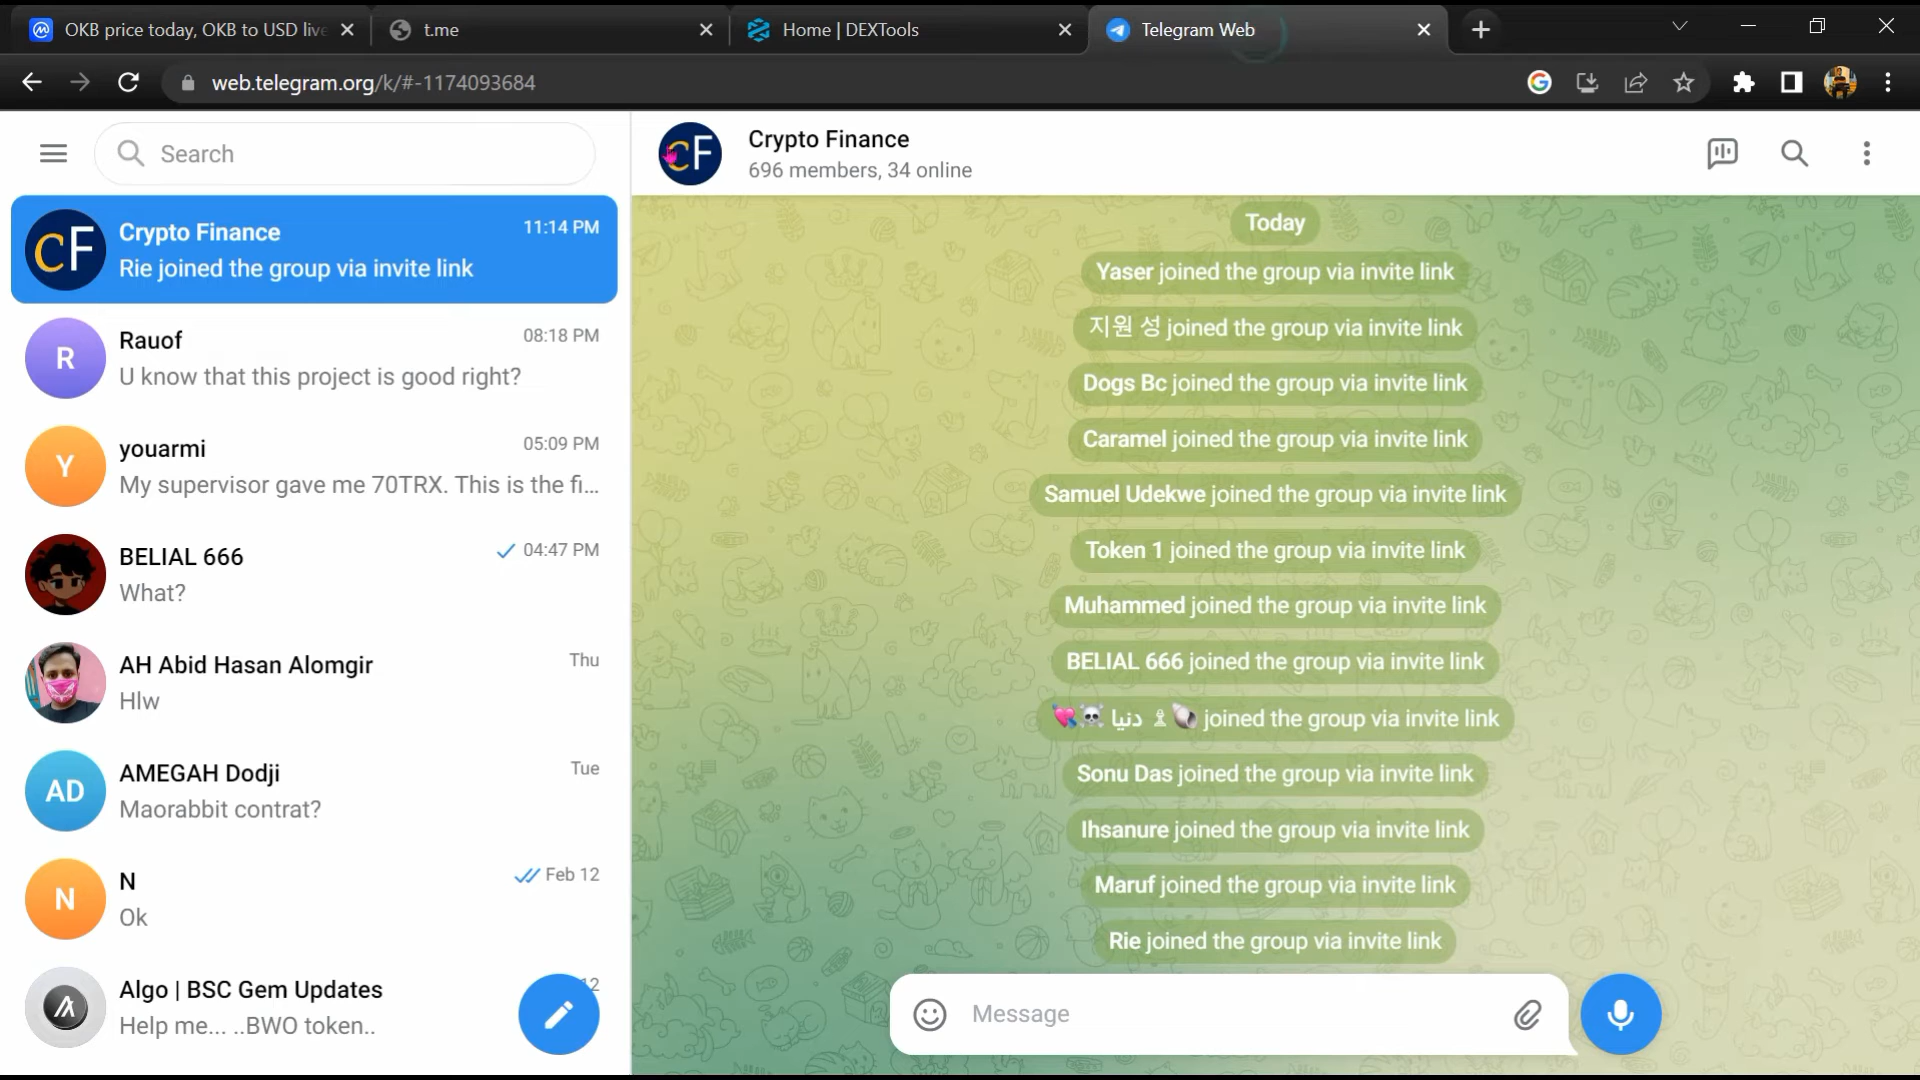 OKB price today, OKB to USD live
t.me
Home | DEXTools
Telegram Web
web.telegram.org/k/#-1174093684
Search
CF
Crypto Finance
696 members, 34 online
CF
Crypto Finance
11:14 PM
Rie joined the group via invite link
R
Rauof
08:18 PM
U know that this project is good right?
Y
youarmi
05:09 PM
My supervisor gave me 70TRX. This is the fi...
BELIAL 666
04:47 PM
What?
AH Abid Hasan Alomgir
Thu
Hlw
AD
AMEGAH Dodji
Tue
Maorabbit contrat?
N
N
Feb 12
Ok
Algo | BSC Gem Updates
12
Help me... ..BWO token..
Today
Yaser joined the group via invite link
지원 성 joined the group via invite link
Dogs Bc joined the group via invite link
Caramel joined the group via invite link
Samuel Udekwe joined the group via invite link
Token 1 joined the group via invite link
Muhammed joined the group via invite link
BELIAL 666 joined the group via invite link
💘☠️ دنیا ♗🐚 joined the group via invite link
Sonu Das joined the group via invite link
Ihsanure joined the group via invite link
Maruf joined the group via invite link
Rie joined the group via invite link
Message